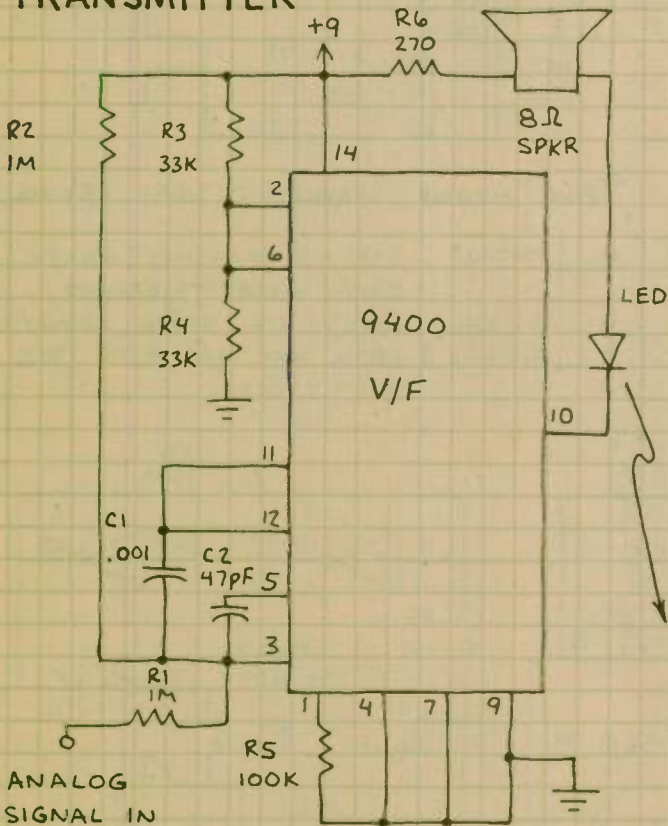 TRANSMITTER
+9
R6
270
8Ω
SPKR
R2
1M
R3
33K
14
2
6
R4
33K
9400
V/F
LED
10
11
12
C1
.001
C2
47PF
5
3
R1
1M
1
4
7
9
R5
100K
ANALOG
SIGNAL IN